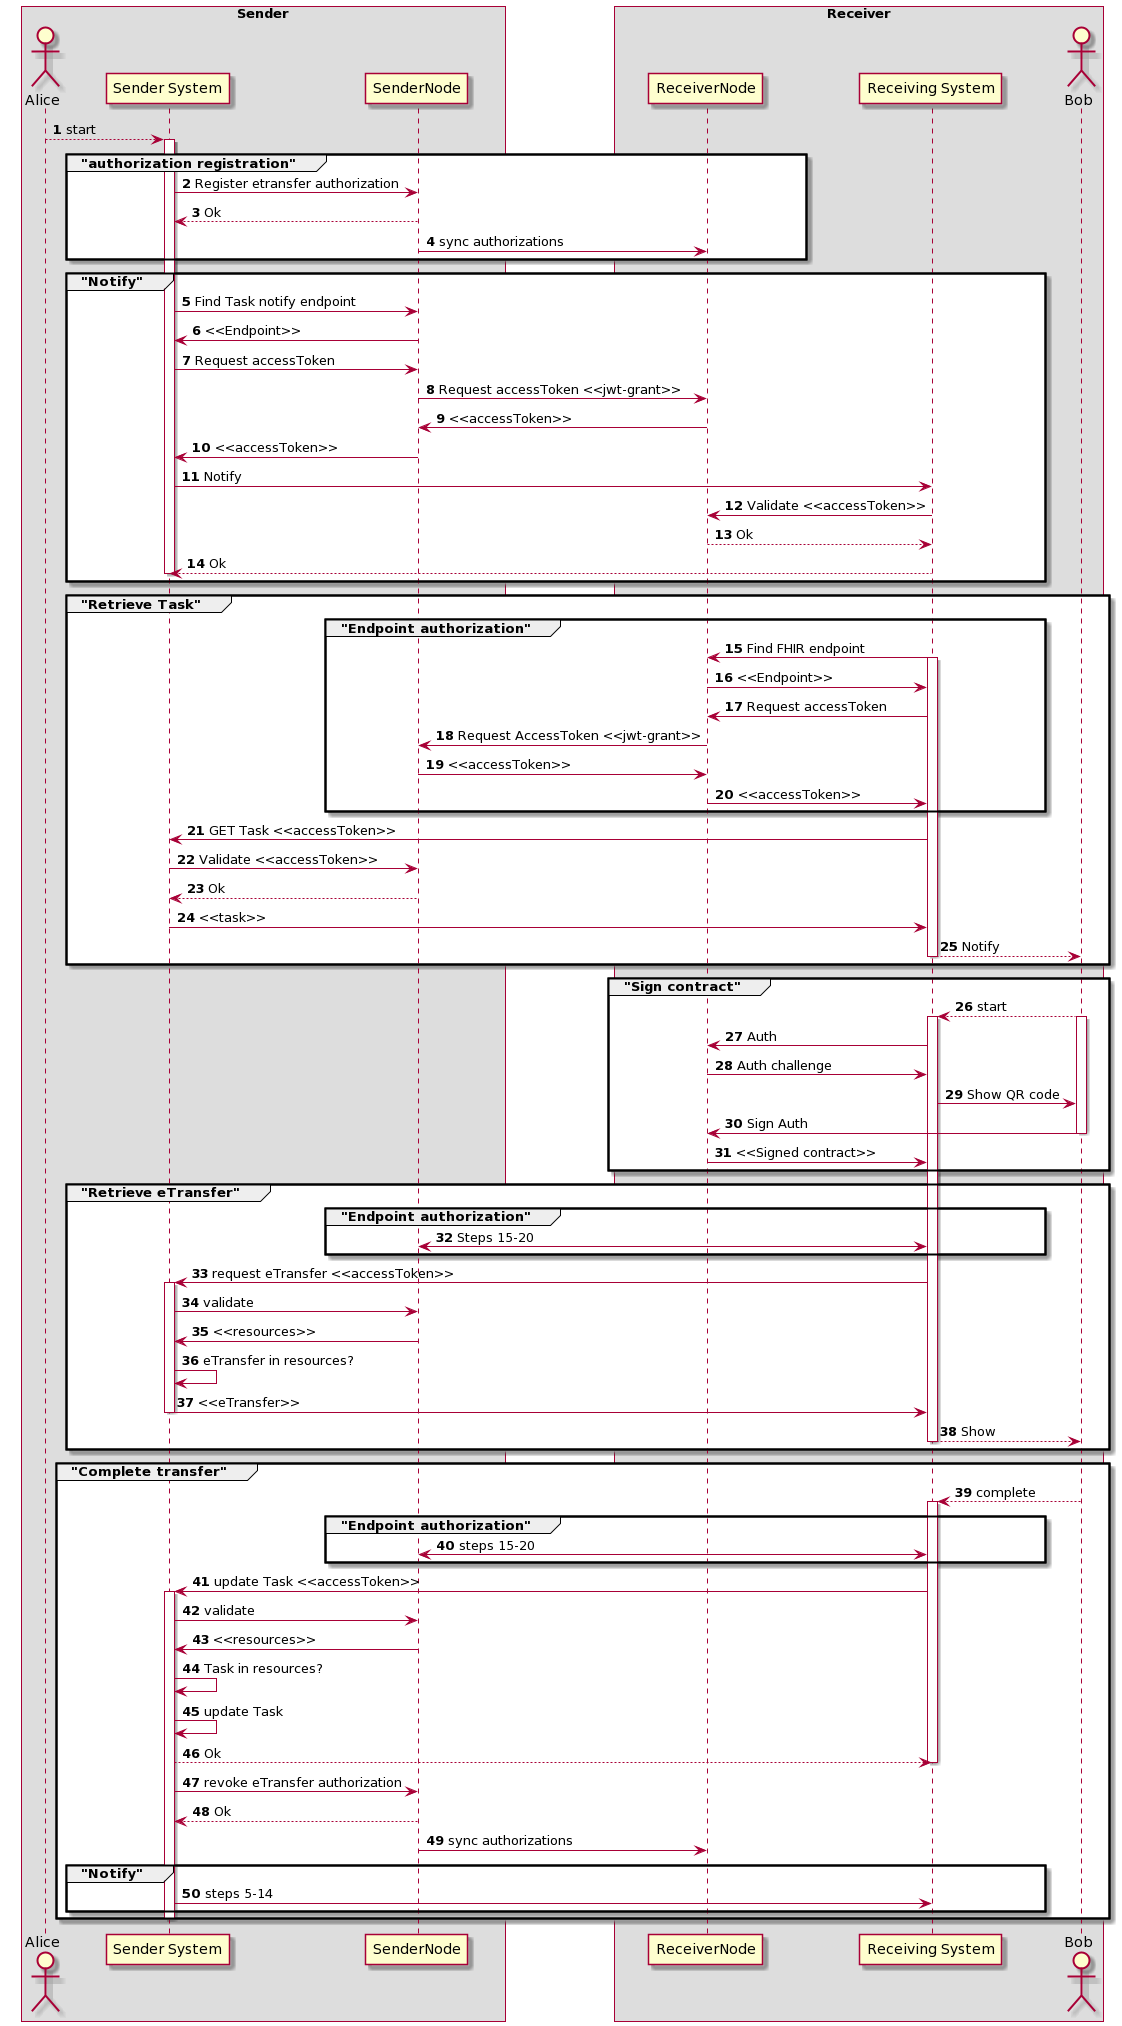 Sender
Receiver
Alice
Sender System
SenderNode
ReceiverNode
Receiving System
Bob
1 start
"authorization registration"
2 Register etransfer authorization
3 Ok
4 sync authorizations
"Notify"
5 Find Task notify endpoint
6 <<Endpoint>>
7 Request accessToken
8 Request accessToken <<jwt-grant>>
9 <<accessToken>>
10 <<accessToken>>
11 Notify
12 Validate <<accessToken>>
13 Ok
14 Ok
"Retrieve Task"
"Endpoint authorization"
15 Find FHIR endpoint
16 <<Endpoint>>
17 Request accessToken
18 Request AccessToken <<jwt-grant>>
19 <<accessToken>>
20 <<accessToken>>
21 GET Task <<accessToken>>
22 Validate <<accessToken>>
23 Ok
24 <<task>>
25 Notify
"Sign contract"
26 start
27 Auth
28 Auth challenge
29 Show QR code
30 Sign Auth
31 <<Signed contract>>
"Retrieve eTransfer"
"Endpoint authorization"
32 Steps 15-20
33 request eTransfer <<accessToken>>
34 validate
35 <<resources>>
36 eTransfer in resources?
37 <<eTransfer>>
38 Show
"Complete transfer"
39 complete
"Endpoint authorization"
40 steps 15-20
41 update Task <<accessToken>>
42 validate
43 <<resources>>
44 Task in resources?
45 update Task
46 Ok
47 revoke eTransfer authorization
48 Ok
49 sync authorizations
"Notify"
50 steps 5-14
Alice
Sender System
SenderNode
ReceiverNode
Receiving System
Bob